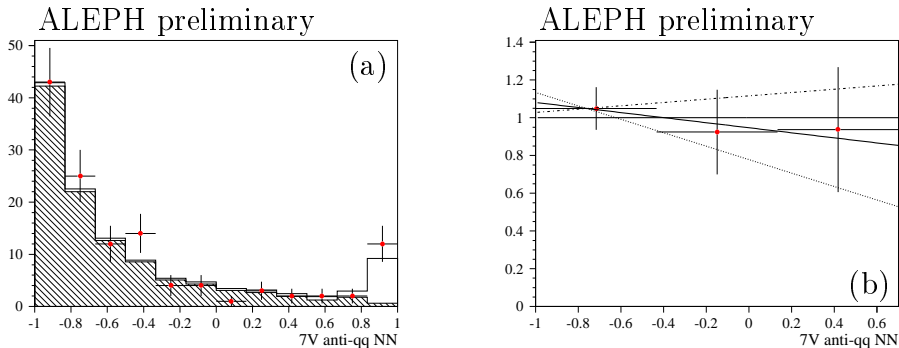 ALEPH preliminary
(a)
50
40
30
20
10
0
-1 -0.8 -0.6 -0.4 -0.2 0 0.2 0.4 0.6 0.8 1
7V anti-qq NN
ALEPH preliminary
1.4
1.2
1
0.8
0.6
0.4
0.2
0
(b)
-1 -0.8 -0.6 -0.4 -0.2 0 0.2 0.4 0.6
7V anti-qq NN